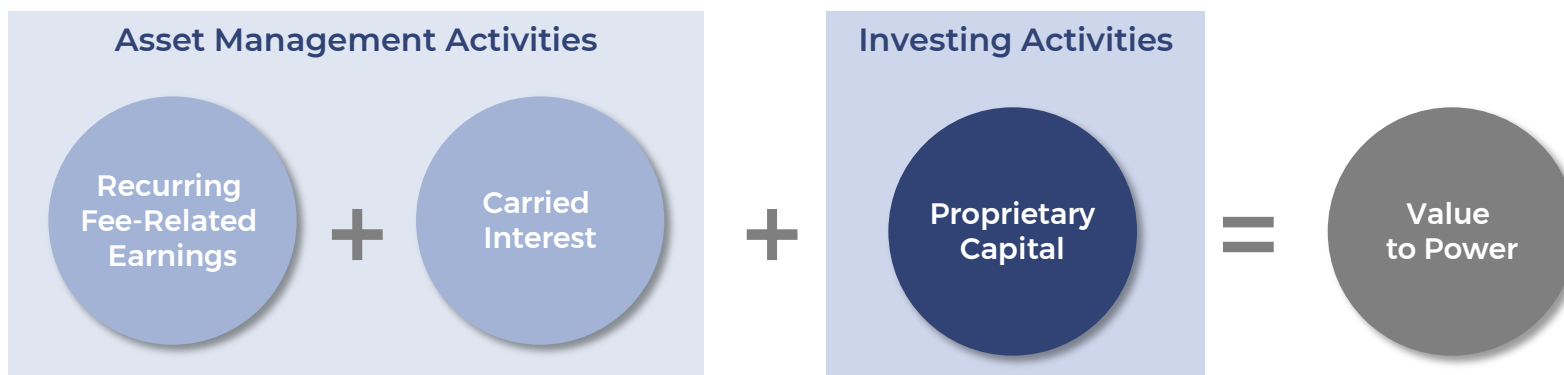 Asset Management Activities
Investing Activities
Recurring
Fee-Related
Earnings
+
Carried
Interest
+
Proprietary
Capital
=
Value
to Power